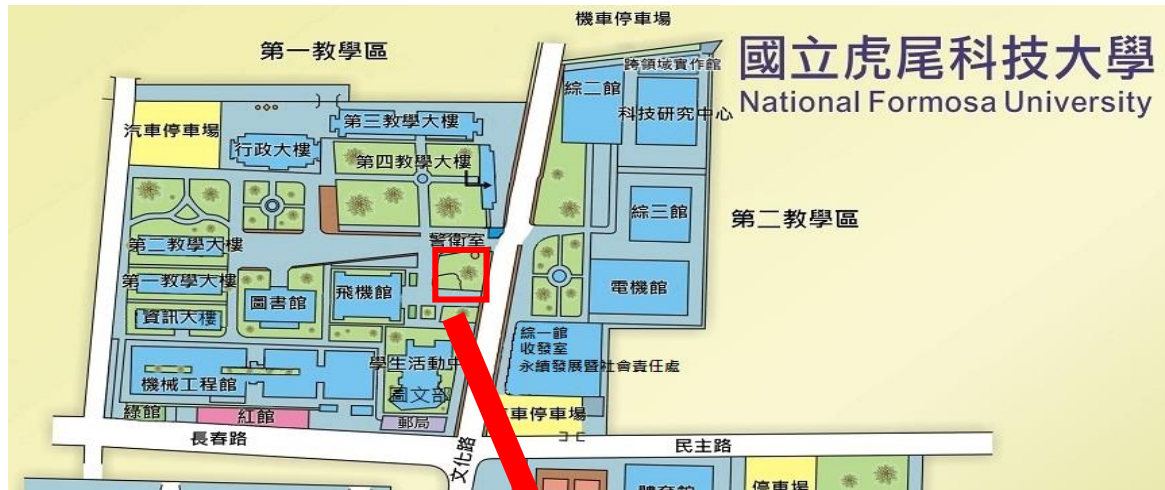 機車停車場
第一教學區
國立虎尾科技大學
National Formosa University
跨領域實作館
綜二館
科技研究中心
汽車停車場
第三教學大樓
行政大樓
第四教學大樓
綜三館
第二教學區
警衛室
第二教學大樓
第一教學大樓
圖書館
飛機館
電機館
資訊大樓
綜一館
收發室
永續發展暨社會責任處
學生活動中
機械工程館
圖文部
綠館
紅館
郵局
車停車場
長春路
民主路
文化路
體育館
停車場